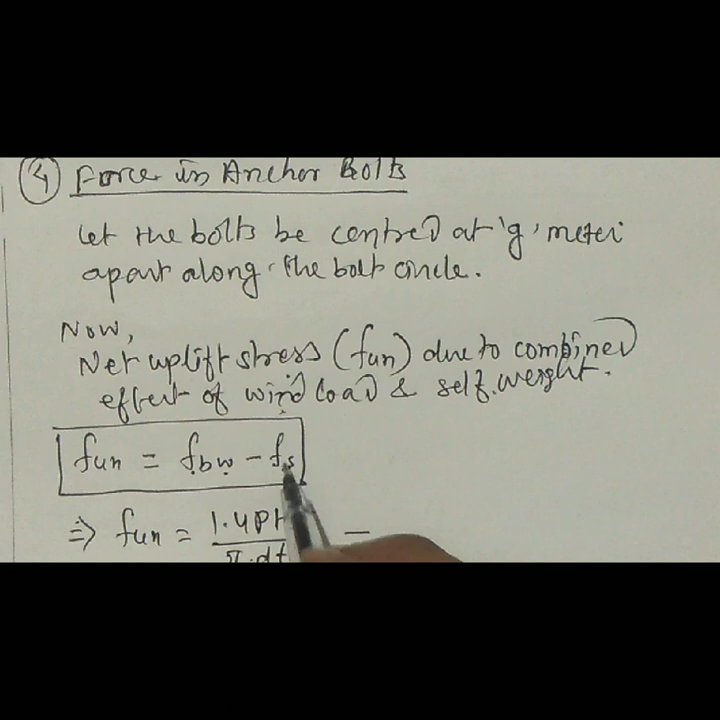 ④ Force in Anchor Bolts
Let the bolts be centred at 'g' meter
apart along the bolt circle.
Now,
Net uplift stress (fun) due to combined
effect of wind load & self weight.
fun = fbw - fs
⇒ fun = 1.4Ph —
π.dt